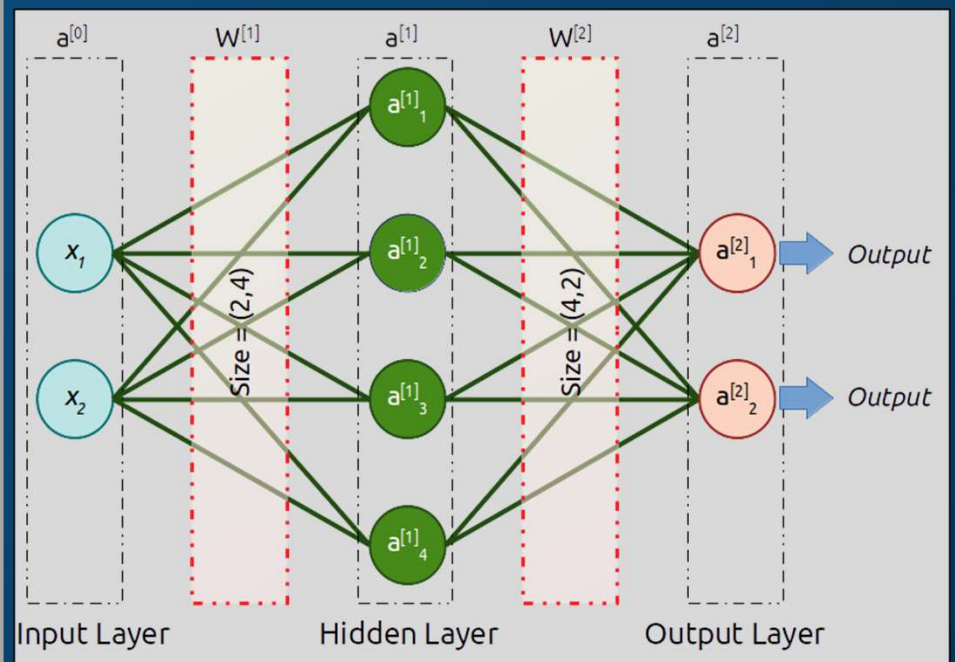 a[0] W[1] a[1] W[2] a[2]
a[1]1
x1 a[1]2 a[2]1 Output
Size = (2,4) Size = (4,2)
x2 a[1]3 a[2]2 Output
a[1]4
Input Layer Hidden Layer Output Layer